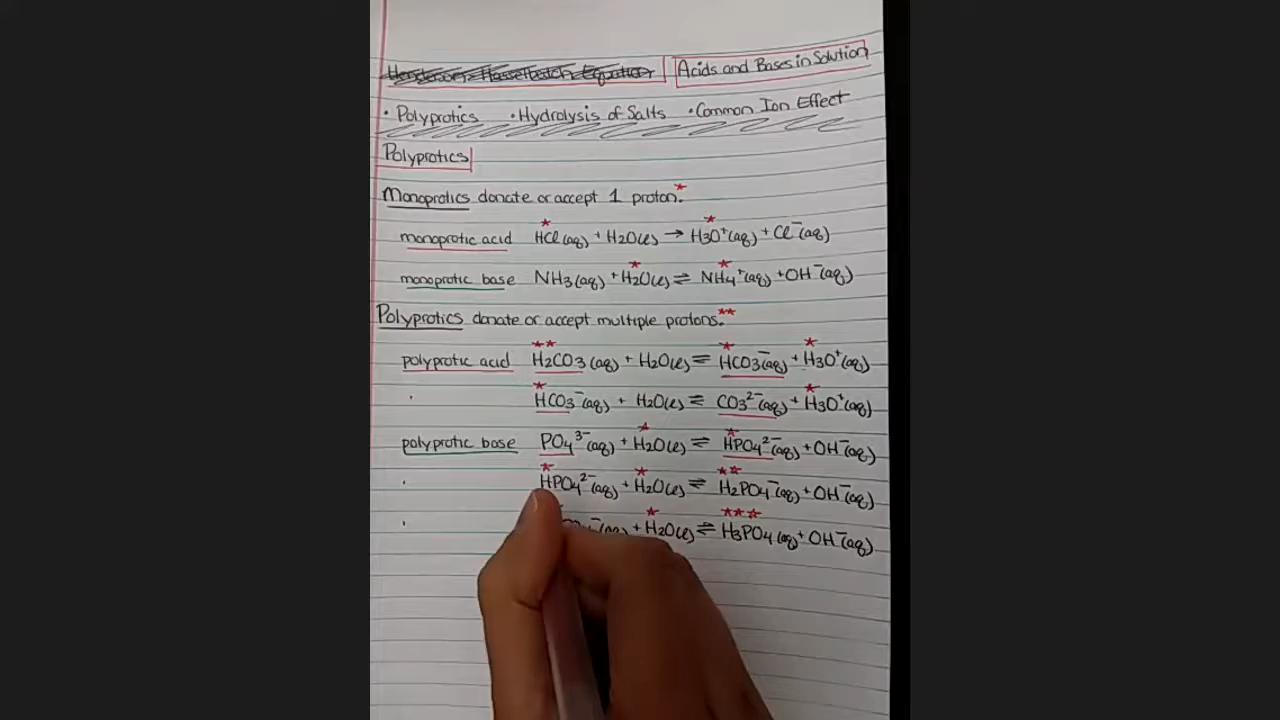 Henderson-Hasselbalch Equation Acids and Bases in Solution
• Polyprotics • Hydrolysis of Salts • Common Ion Effect
Polyprotics
Monoprotics donate or accept 1 proton.*
monoprotic acid HCl(aq) + H2O(l) → H3O⁺(aq) + Cl⁻(aq)
monoprotic base NH3(aq) + H2O(l) ⇌ NH4⁺(aq) + OH⁻(aq)
Polyprotics donate or accept multiple protons.**
polyprotic acid H2CO3(aq) + H2O(l) ⇌ HCO3⁻(aq) + H3O⁺(aq)
HCO3⁻(aq) + H2O(l) ⇌ CO3²⁻(aq) + H3O⁺(aq)
polyprotic base PO4³⁻(aq) + H2O(l) ⇌ HPO4²⁻(aq) + OH⁻(aq)
HPO4²⁻(aq) + H2O(l) ⇌ H2PO4⁻(aq) + OH⁻(aq)
⁻(aq) + H2O(l) ⇌ H3PO4(aq) + OH⁻(aq)